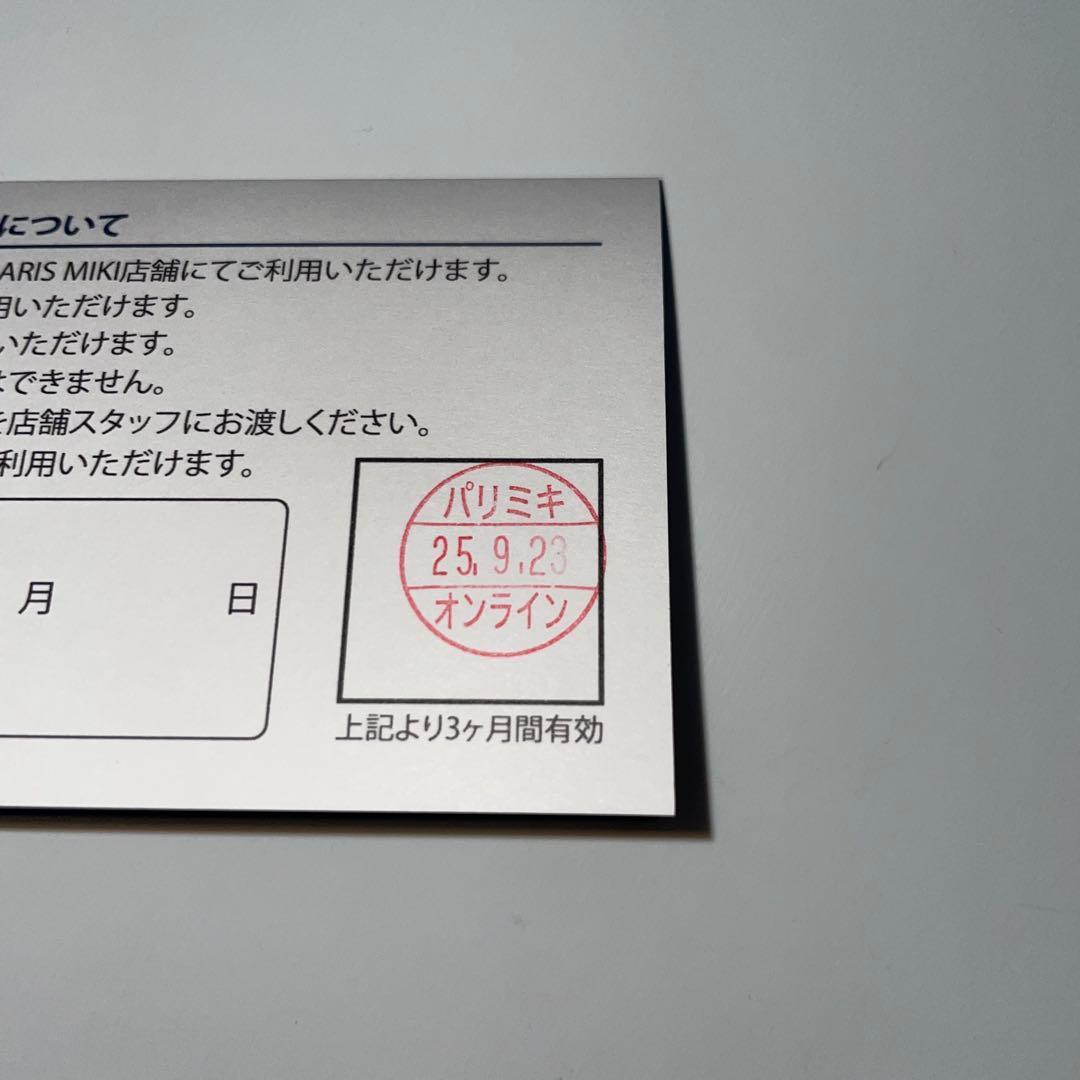 について
ARIS MIKI店舗にてご利用いただけます。
用いただけます。
いただけます。
はできません。
を店舗スタッフにお渡しください。
利用いただけます。
月 日
パリミキ
25.9.23
オンライン
上記より3ヶ月間有効